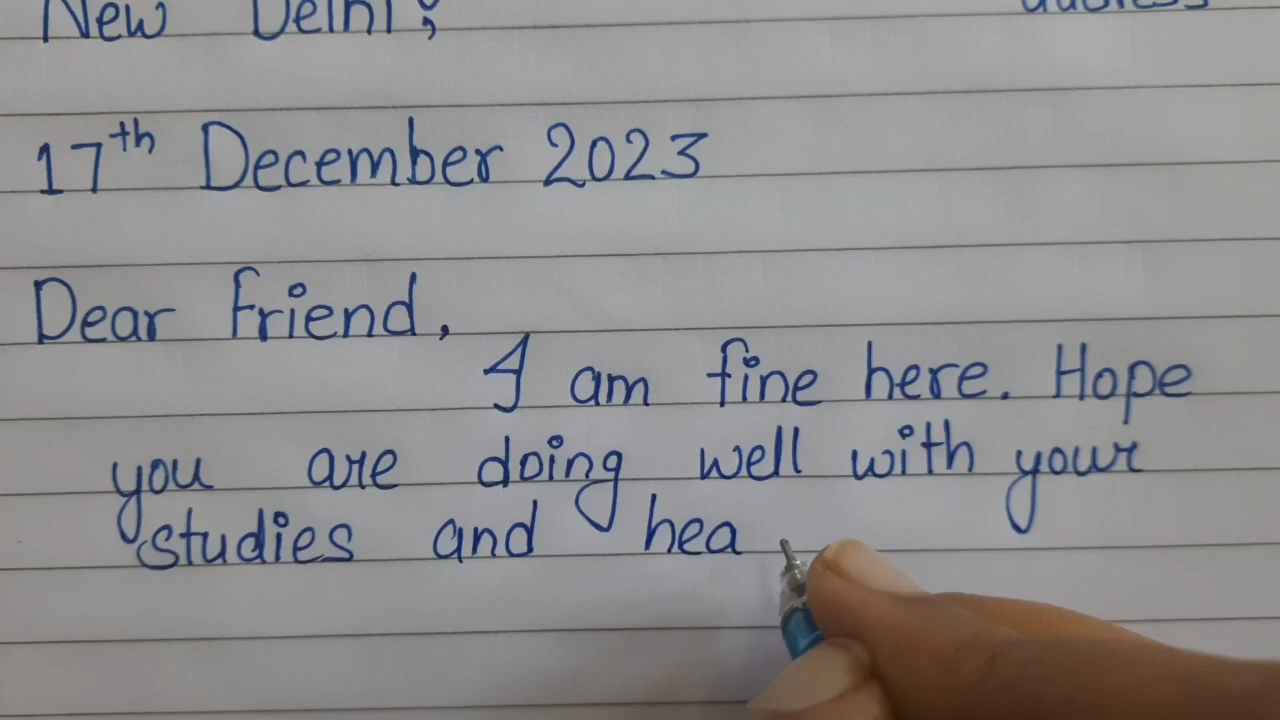 New Delhi,
address
17th December 2023
Dear Friend,
I am fine here. Hope
you are doing well with your
studies and hea